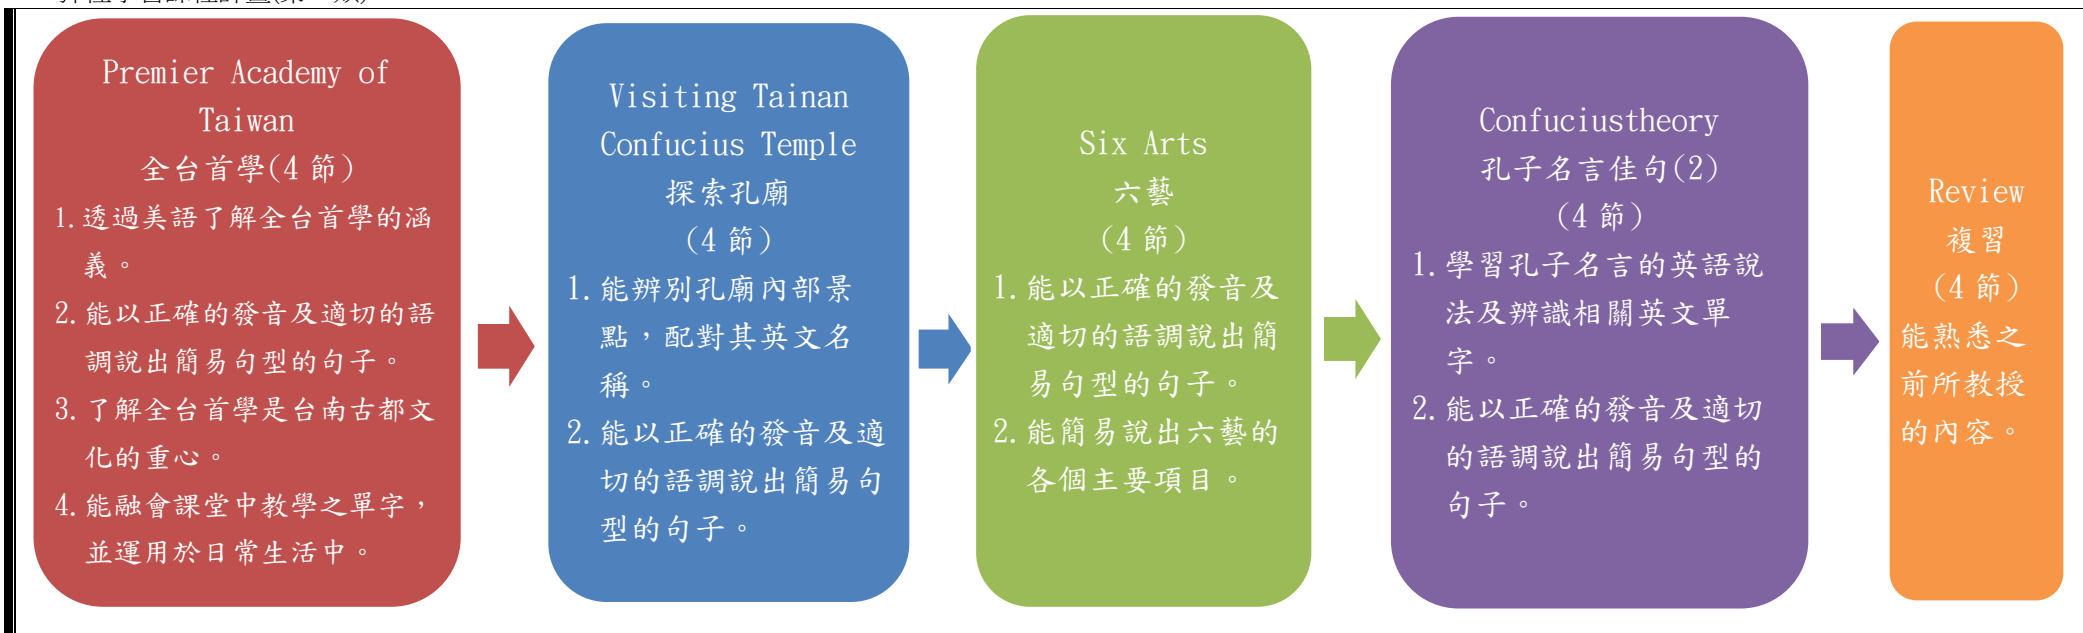 Premier Academy of
Taiwan
全台首學(4 節)
1. 透過美語了解全台首學的涵
義。
2. 能以正確的發音及適切的語
調說出簡易句型的句子。
3. 了解全台首學是台南古都文
化的重心。
4. 能融會課堂中教學之單字，
並運用於日常生活中。
Visiting Tainan
Confucius Temple
探索孔廟
(4 節)
1. 能辨別孔廟內部景
點，配對其英文名
稱。
2. 能以正確的發音及適
切的語調說出簡易句
型的句子。
Six Arts
六藝
(4 節)
1. 能以正確的發音及
適切的語調說出簡
易句型的句子。
2. 能簡易說出六藝的
各個主要項目。
Confuciustheory
孔子名言佳句(2)
(4 節)
1. 學習孔子名言的英語說
法及辨識相關英文單
字。
2. 能以正確的發音及適切
的語調說出簡易句型的
句子。
Review
複習
(4 節)
能熟悉之
前所教授
的內容。